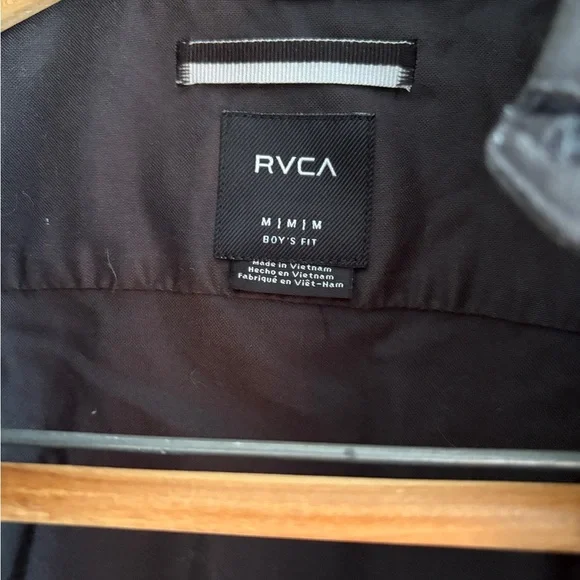 RVCA
M | M | M
BOY'S FIT
Made in Vietnam
Hecho en Vietnam
Fabriqué en Viêt-Nam